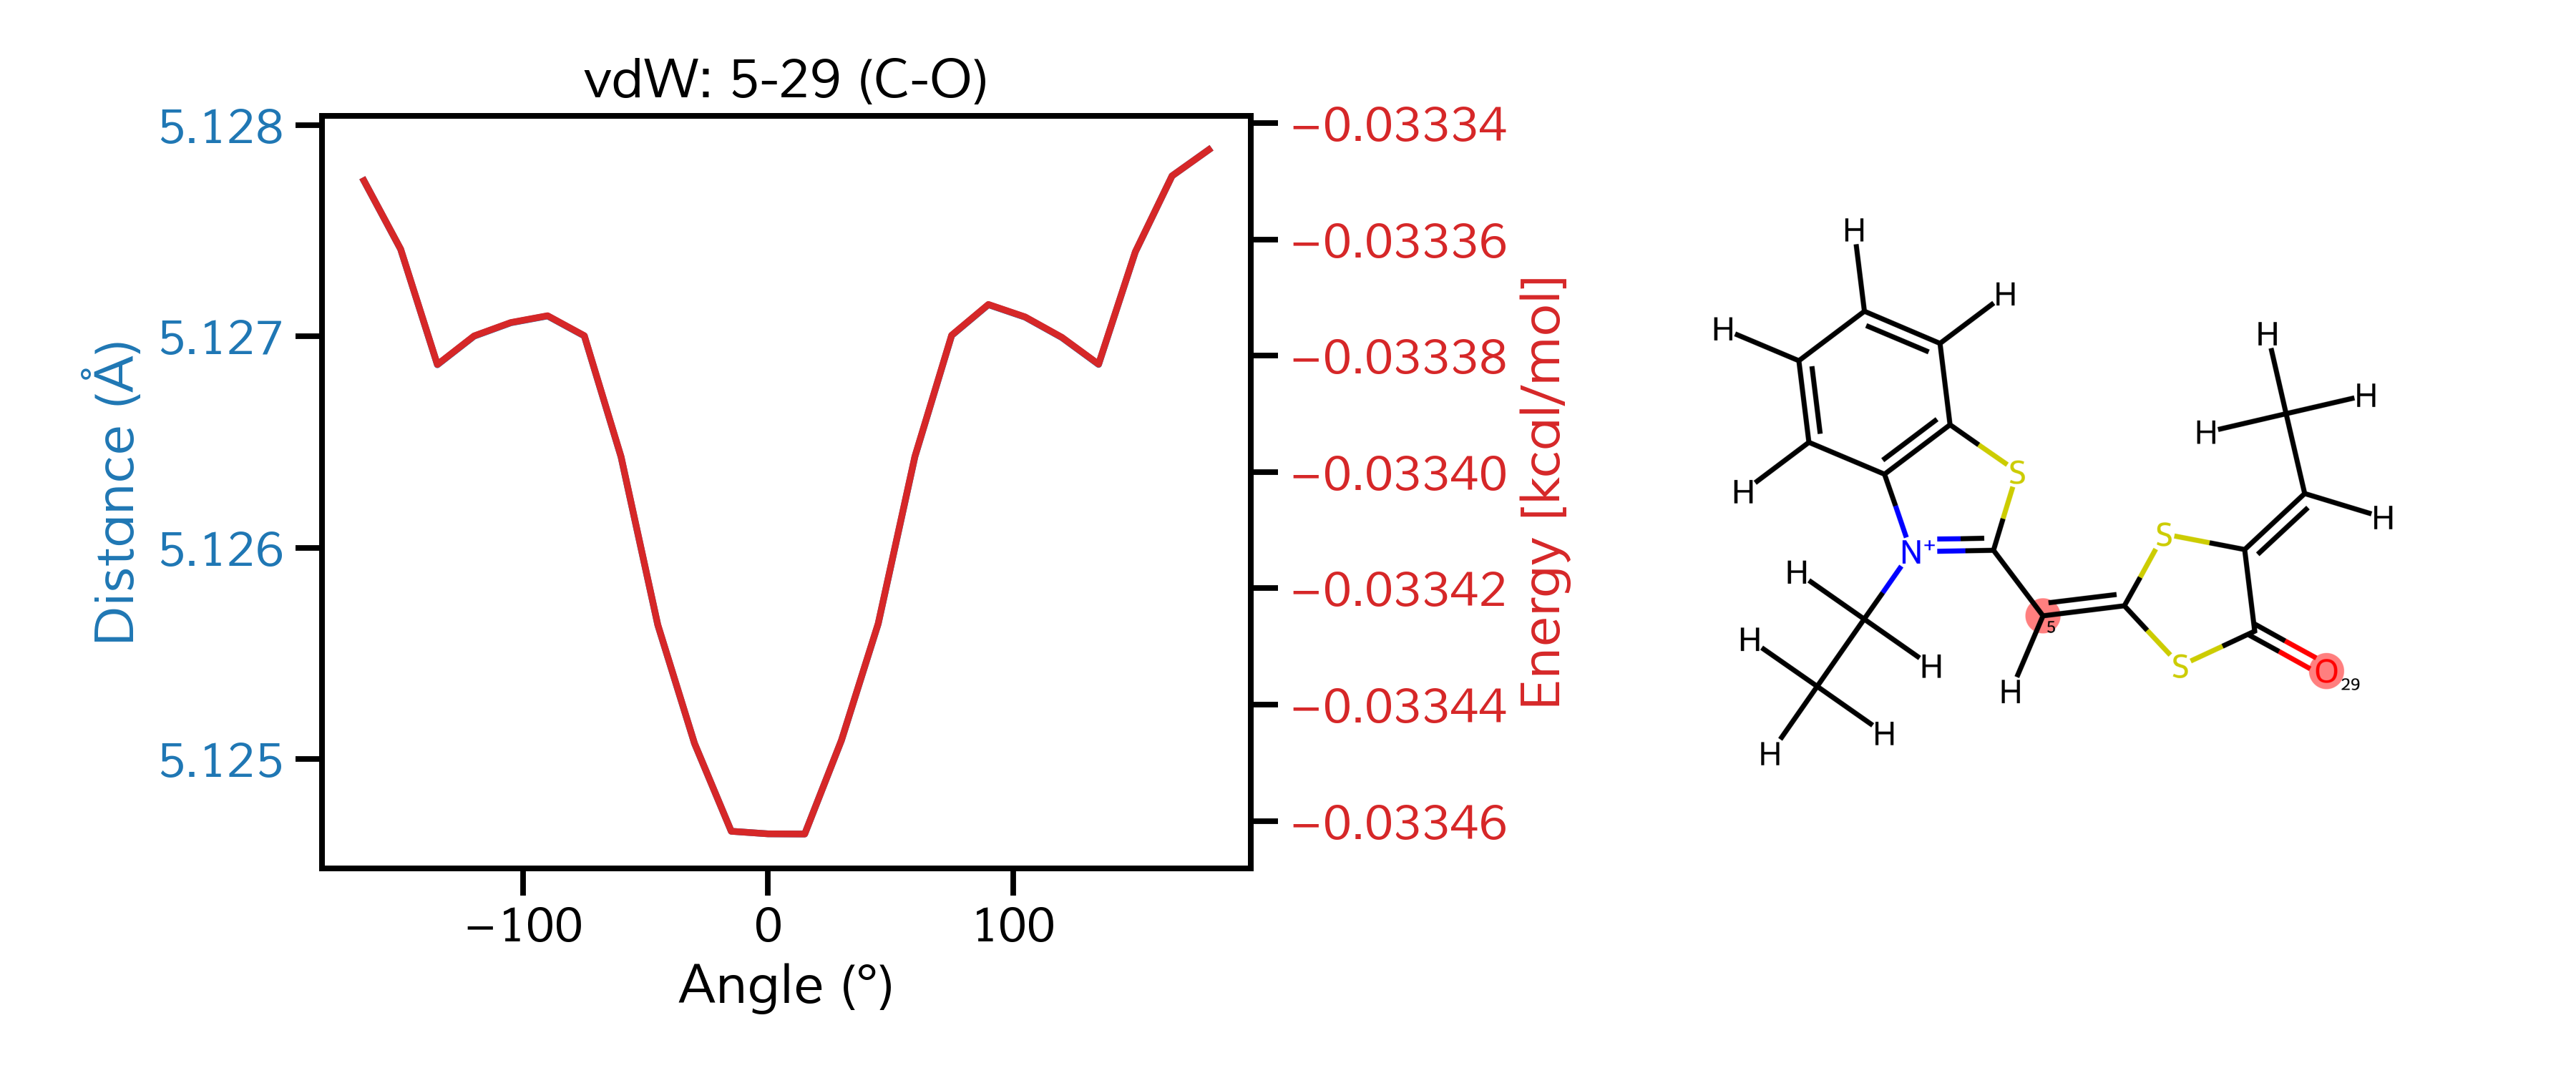 vdW: 5-29 (C-O)
5.128
5.127
5.126
5.125
Distance (Å)
−0.03334
−0.03336
−0.03338
−0.03340
−0.03342
−0.03344
−0.03346
Energy [kcal/mol]
−100 0 100
Angle (°)
H
H
H
H
H
H
H
S
H
H
S
N⁺
H
5
H
H
S
O 29
H
H
H